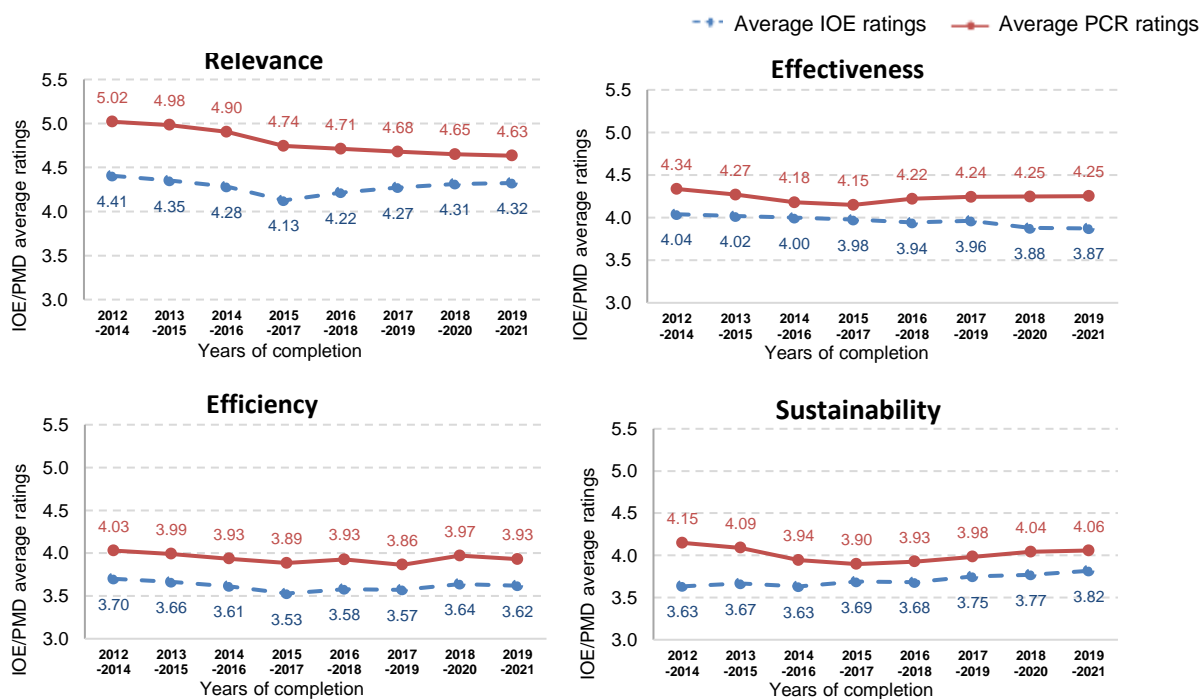 Average IOE ratings Average PCR ratings
Relevance
IOE/PMD average ratings
5.5
5.0
4.5
4.0
3.5
3.0
5.02 4.98 4.90 4.74 4.71 4.68 4.65 4.63
4.41 4.35 4.28 4.13 4.22 4.27 4.31 4.32
2012 2013 2014 2015 2016 2017 2018 2019
-2014 -2015 -2016 -2017 -2018 -2019 -2020 -2021
Years of completion
Effectiveness
IOE/PMD average ratings
5.5
5.0
4.5
4.0
3.5
3.0
4.34 4.27 4.18 4.15 4.22 4.24 4.25 4.25
4.04 4.02 4.00 3.98 3.94 3.96 3.88 3.87
2012 2013 2014 2015 2016 2017 2018 2019
-2014 -2015 -2016 -2017 -2018 -2019 -2020 -2021
Years of completion
Efficiency
IOE/PMD average ratings
5.5
5.0
4.5
4.0
3.5
3.0
4.03 3.99 3.93 3.89 3.93 3.86 3.97 3.93
3.70 3.66 3.61 3.53 3.58 3.57 3.64 3.62
2012 2013 2014 2015 2016 2017 2018 2019
-2014 -2015 -2016 -2017 -2018 -2019 -2020 -2021
Years of completion
Sustainability
IOE/PMD average ratings
5.5
5.0
4.5
4.0
3.5
3.0
4.15 4.09 3.94 3.90 3.93 3.98 4.04 4.06
3.63 3.67 3.63 3.69 3.68 3.75 3.77 3.82
2012 2013 2014 2015 2016 2017 2018 2019
-2014 -2015 -2016 -2017 -2018 -2019 -2020 -2021
Years of completion